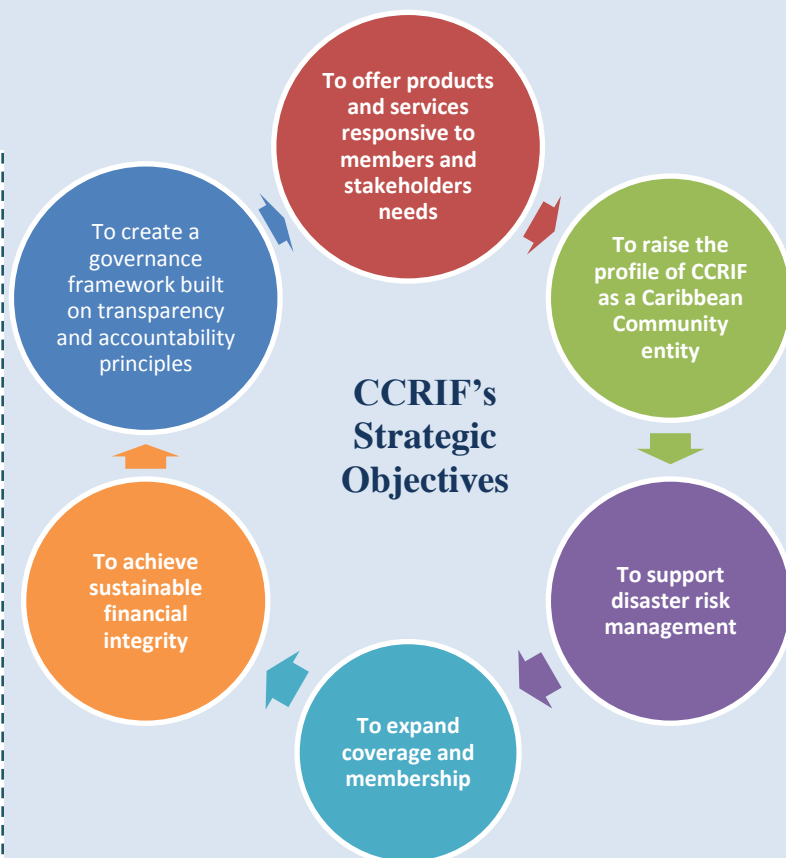 To offer products
and services
responsive to
members and
stakeholders
needs
To create a
governance
framework built
on transparency
and accountability
principles
To raise the
profile of CCRIF
as a Caribbean
Community
entity
CCRIF’s
Strategic
Objectives
To achieve
sustainable
financial
integrity
To support
disaster risk
management
To expand
coverage and
membership